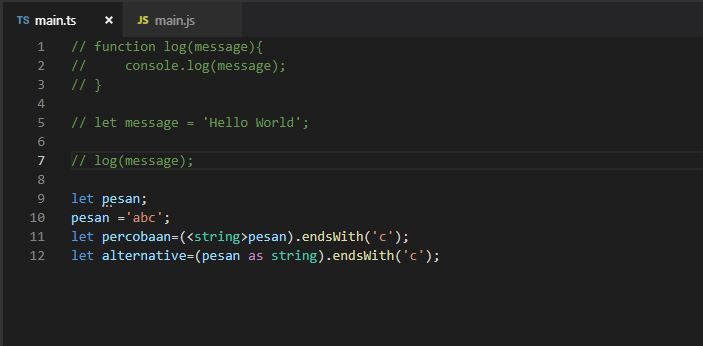 TS main.ts × JS main.js
1 // function log(message){
2 //     console.log(message);
3 // }
4
5 // let message = 'Hello World';
6
7 // log(message);
8
9 let pesan;
10 pesan ='abc';
11 let percobaan=(<string>pesan).endsWith('c');
12 let alternative=(pesan as string).endsWith('c');